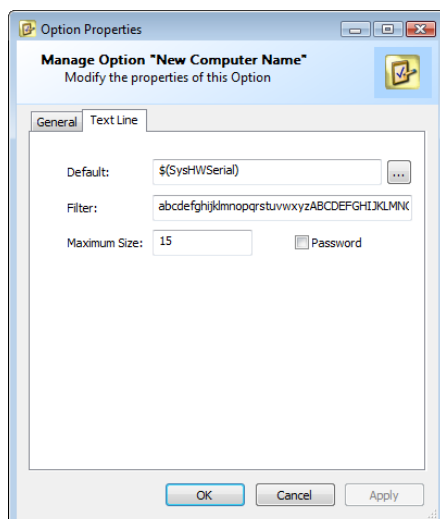 Option Properties
Manage Option "New Computer Name"
Modify the properties of this Option
General Text Line
Default: $(SysHWSerial) ...
Filter: abcdefghijklmnopqrstuvwxyzABCDEFGHIJKLMN
Maximum Size: 15 Password
OK Cancel Apply